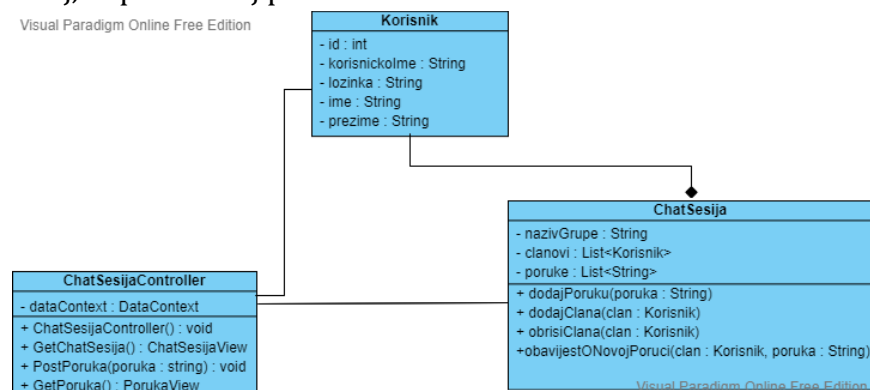 Visual Paradigm Online Free Edition
Korisnik
- id : int
- korisnickoIme : String
- lozinka : String
- ime : String
- prezime : String
ChatSesija
- nazivGrupe : String
- clanovi : List<Korisnik>
- poruke : List<String>
+ dodajPoruku(poruka : String)
+ dodajClana(clan : Korisnik)
+ obrisiClana(clan : Korisnik)
+obavijestONovojPoruci(clan : Korisnik, poruka : String)
ChatSesijaController
- dataContext : DataContext
+ ChatSesijaController() : void
+ GetChatSesija() : ChatSesijaView
+ PostPoruka(poruka : string) : void
+ GetPoruka() : PorukaView
Visual Paradigm Online Free Edition